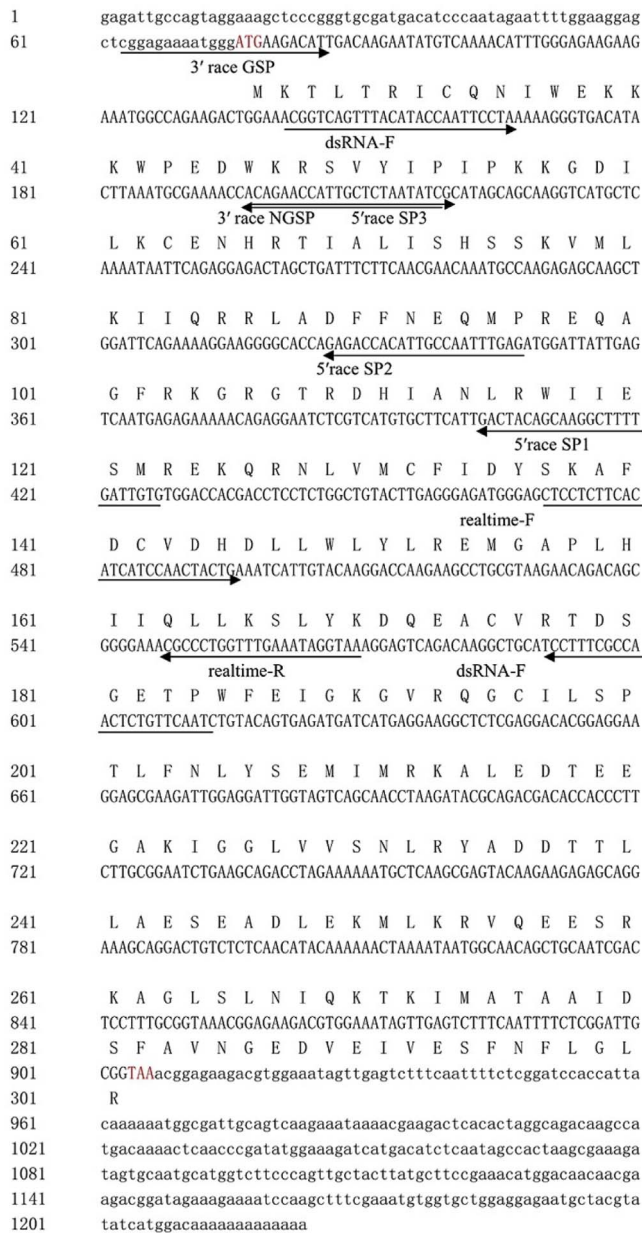 1 gagattgccagtaggaaagctcccgggtgcgatgacatcccaatagaattttggaaggag
61 ctcggagaaaatgggATGAAGACATTGACAAGAATATGTCAAAACATTTGGGAGAAGAAG
3′ race GSP
M K T L T R I C Q N I W E K K
121 AAATGGCCAGAAGACTGGAAACGGTCAGTTTACATACCAATTCCTAAAAAGGGTGACATA
dsRNA-F
41 K W P E D W K R S V Y I P I P K K G D I
181 CTTAAATGCGAAAACCACAGAACCATTGCTCTAATATCGCATAGCAGCAAGGTCATGCTC
3′ race NGSP 5′race SP3
61 L K C E N H R T I A L I S H S S K V M L
241 AAAATAATTCAGAGGAGACTAGCTGATTTCTTCAACGAACAAATGCCAAGAGAGCAAGCT
81 K I I Q R R L A D F F N E Q M P R E Q A
301 GGATTCAGAAAAGGAAGGGGCACCAGAGACCACATTGCCAATTTGAGATGGATTATTGAG
5′race SP2
101 G F R K G R G T R D H I A N L R W I I E
361 TCAATGAGAGAAAAACAGAGGAATCTCGTCATGTGCTTCATTGACTACAGCAAGGCTTTT
5′race SP1
121 S M R E K Q R N L V M C F I D Y S K A F
421 GATTGTGTGGACCACGACCTCCTCTGGCTGTACTTGAGGGAGATGGGAGCTCCTCTTCAC
realtime-F
141 D C V D H D L L W L Y L R E M G A P L H
481 ATCATCCAACTACTGAAATCATTGTACAAGGACCAAGAAGCCTGCGTAAGAACAGACAGC
161 I I Q L L K S L Y K D Q E A C V R T D S
541 GGGGAAACGCCCTGGTTTGAAATAGGTAAAGGAGTCAGACAAGGCTGCATCCTTTCGCCA
realtime-R dsRNA-F
181 G E T P W F E I G K G V R Q G C I L S P
601 ACTCTGTTCAATCTGTACAGTGAGATGATCATGAGGAAGGCTCTCGAGGACACGGAGGAA
201 T L F N L Y S E M I M R K A L E D T E E
661 GGAGCGAAGATTGGAGGATTGGTAGTCAGCAACCTAAGATACGCAGACGACACCACCCTT
221 G A K I G G L V V S N L R Y A D D T T L
721 CTTGCGGAATCTGAAGCAGACCTAGAAAAAATGCTCAAGCGAGTACAAGAAGAGAGCAGG
241 L A E S E A D L E K M L K R V Q E E S R
781 AAAGCAGGACTGTCTCTCAACATACAAAAAACTAAAATAATGGCAACAGCTGCAATCGAC
261 K A G L S L N I Q K T K I M A T A A I D
841 TCCTTTGCGGTAAACGGAGAAGACGTGGAAATAGTTGAGTCTTTCAATTTTCTCGGATTG
281 S F A V N G E D V E I V E S F N F L G L
901 CGGTAAacggagaagacgtggaaatagttgagtctttcaattttctcggatccaccatta
301 R
961 caaaaaatggcgattgcagtcaagaaataaaacgaagactcacactaggcagacaagcca
1021 tgacaaaactcaacccgatatggaaagatcatgacatctcaatagccactaagcgaaaga
1081 tagtgcaatgcatggtcttcccagttgctacttatgcttccgaaacatggacaacaacga
1141 agacggatagaaagaaaatccaagctttcgaaatgtggtgctggaggagaatgctacgta
1201 tatcatggacaaaaaaaaaaaaaa